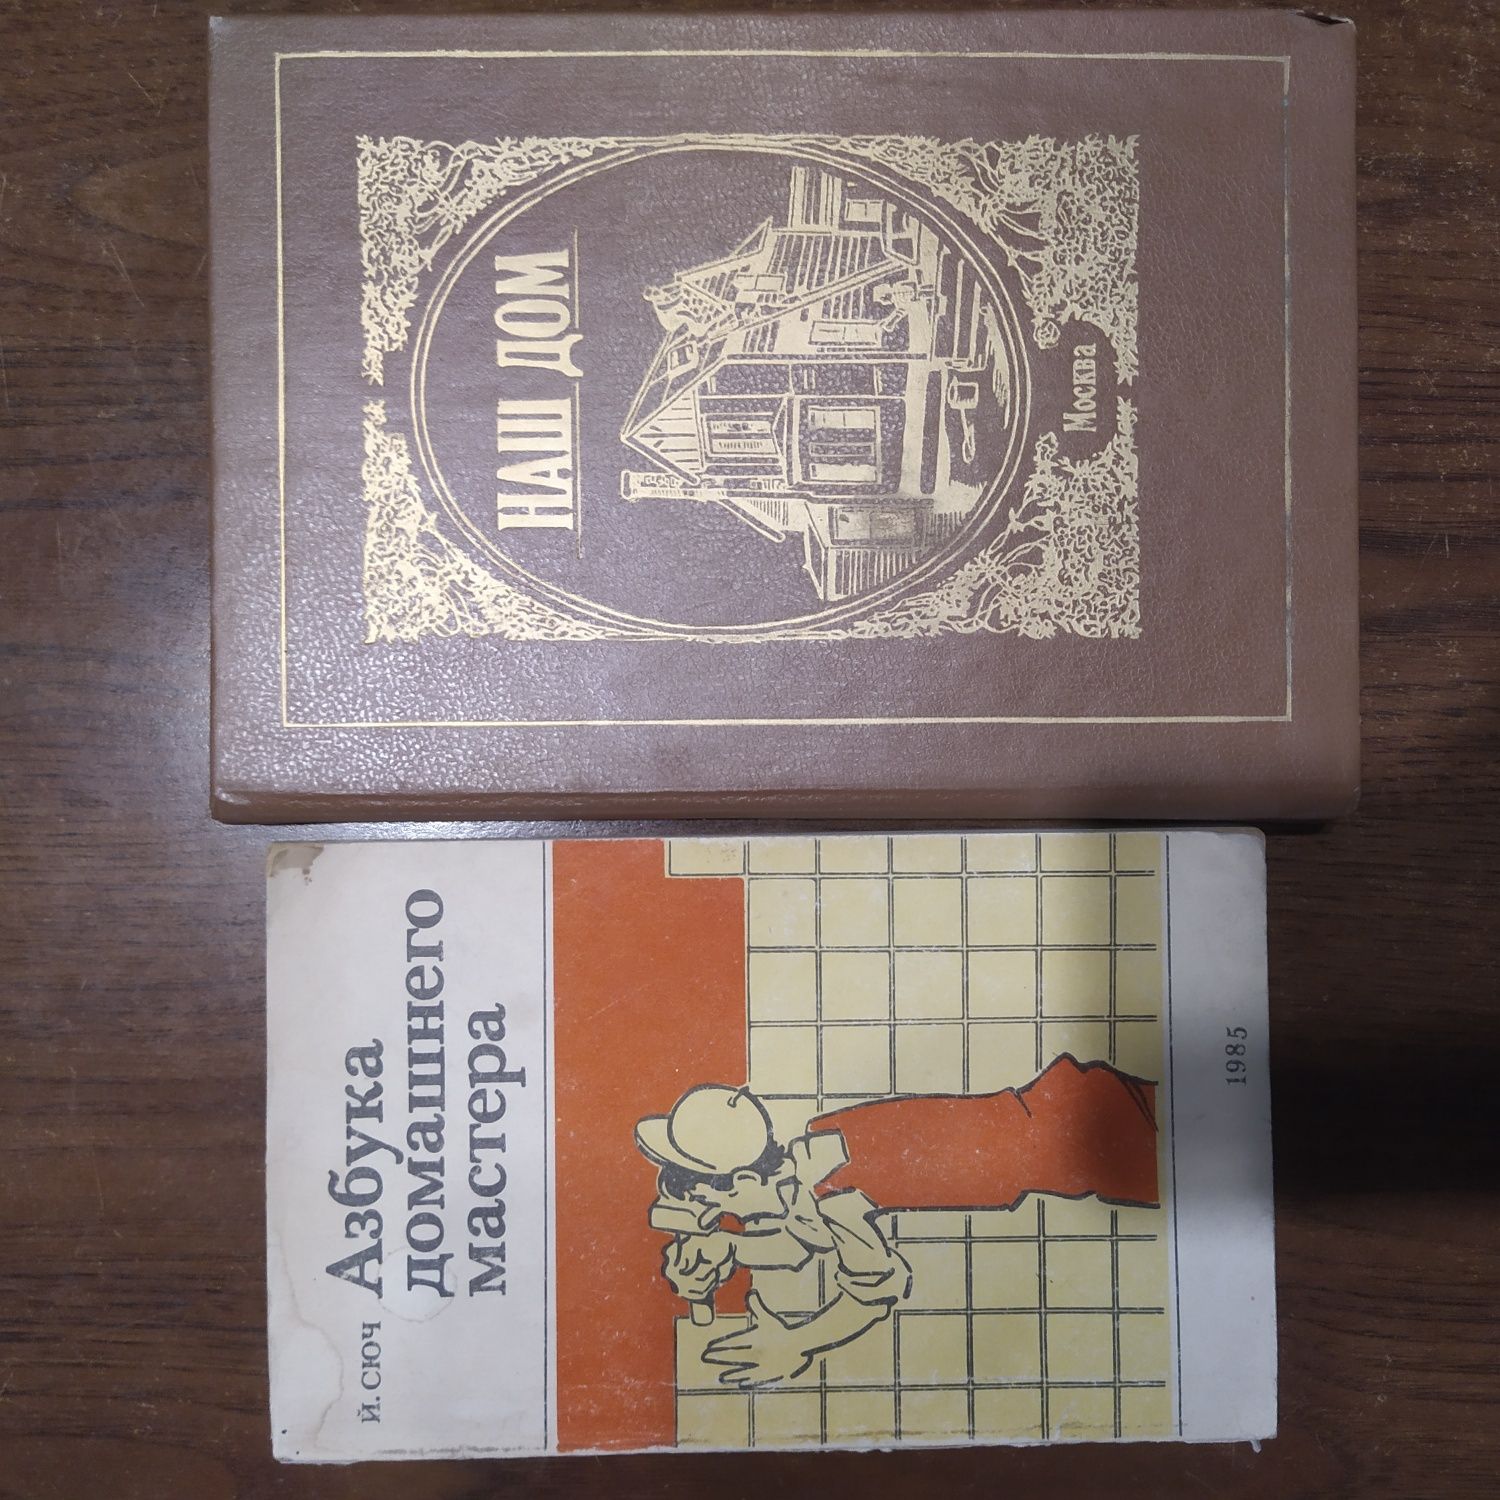 НАШ ДОМ
Москва
Й. СЮЧ
Азбука
домашнего
мастера
1985